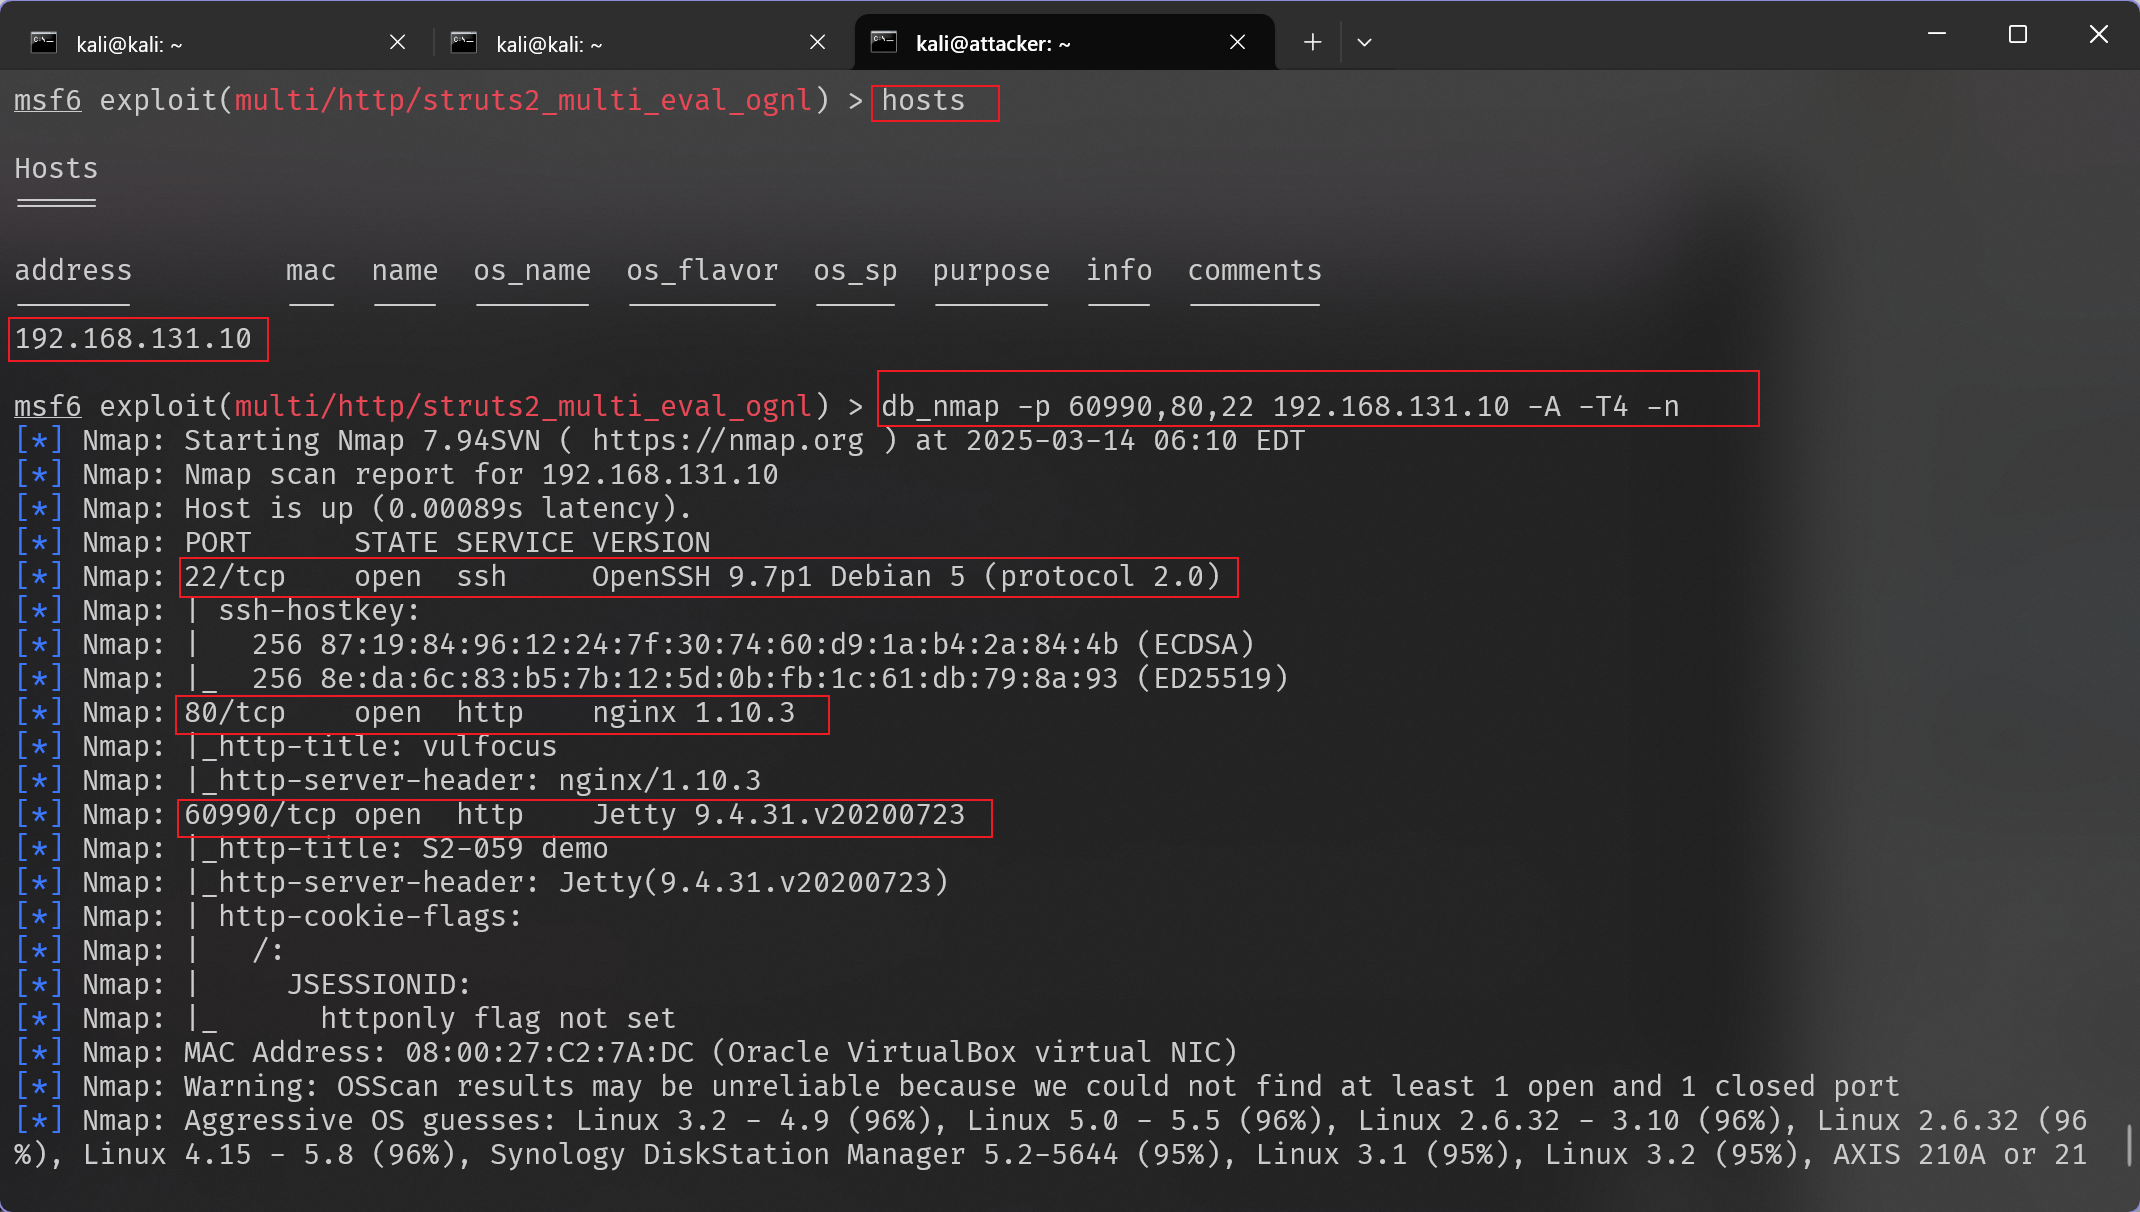 kali@kali: ~
kali@kali: ~
kali@attacker: ~
msf6 exploit(multi/http/struts2_multi_eval_ognl) > hosts
Hosts
=====
address mac name os_name os_flavor os_sp purpose info comments
------- --- ---- ------- --------- ----- ------- ---- --------
192.168.131.10
msf6 exploit(multi/http/struts2_multi_eval_ognl) > db_nmap -p 60990,80,22 192.168.131.10 -A -T4 -n
[*] Nmap: Starting Nmap 7.94SVN ( https://nmap.org ) at 2025-03-14 06:10 EDT
[*] Nmap: Nmap scan report for 192.168.131.10
[*] Nmap: Host is up (0.00089s latency).
[*] Nmap: PORT STATE SERVICE VERSION
[*] Nmap: 22/tcp open ssh OpenSSH 9.7p1 Debian 5 (protocol 2.0)
[*] Nmap: | ssh-hostkey:
[*] Nmap: | 256 87:19:84:96:12:24:7f:30:74:60:d9:1a:b4:2a:84:4b (ECDSA)
[*] Nmap: |_ 256 8e:da:6c:83:b5:7b:12:5d:0b:fb:1c:61:db:79:8a:93 (ED25519)
[*] Nmap: 80/tcp open http nginx 1.10.3
[*] Nmap: |_http-title: vulfocus
[*] Nmap: |_http-server-header: nginx/1.10.3
[*] Nmap: 60990/tcp open http Jetty 9.4.31.v20200723
[*] Nmap: |_http-title: S2-059 demo
[*] Nmap: |_http-server-header: Jetty(9.4.31.v20200723)
[*] Nmap: | http-cookie-flags:
[*] Nmap: | /:
[*] Nmap: | JSESSIONID:
[*] Nmap: |_ httponly flag not set
[*] Nmap: MAC Address: 08:00:27:C2:7A:DC (Oracle VirtualBox virtual NIC)
[*] Nmap: Warning: OSScan results may be unreliable because we could not find at least 1 open and 1 closed port
[*] Nmap: Aggressive OS guesses: Linux 3.2 - 4.9 (96%), Linux 5.0 - 5.5 (96%), Linux 2.6.32 - 3.10 (96%), Linux 2.6.32 (96
%), Linux 4.15 - 5.8 (96%), Synology DiskStation Manager 5.2-5644 (95%), Linux 3.1 (95%), Linux 3.2 (95%), AXIS 210A or 21